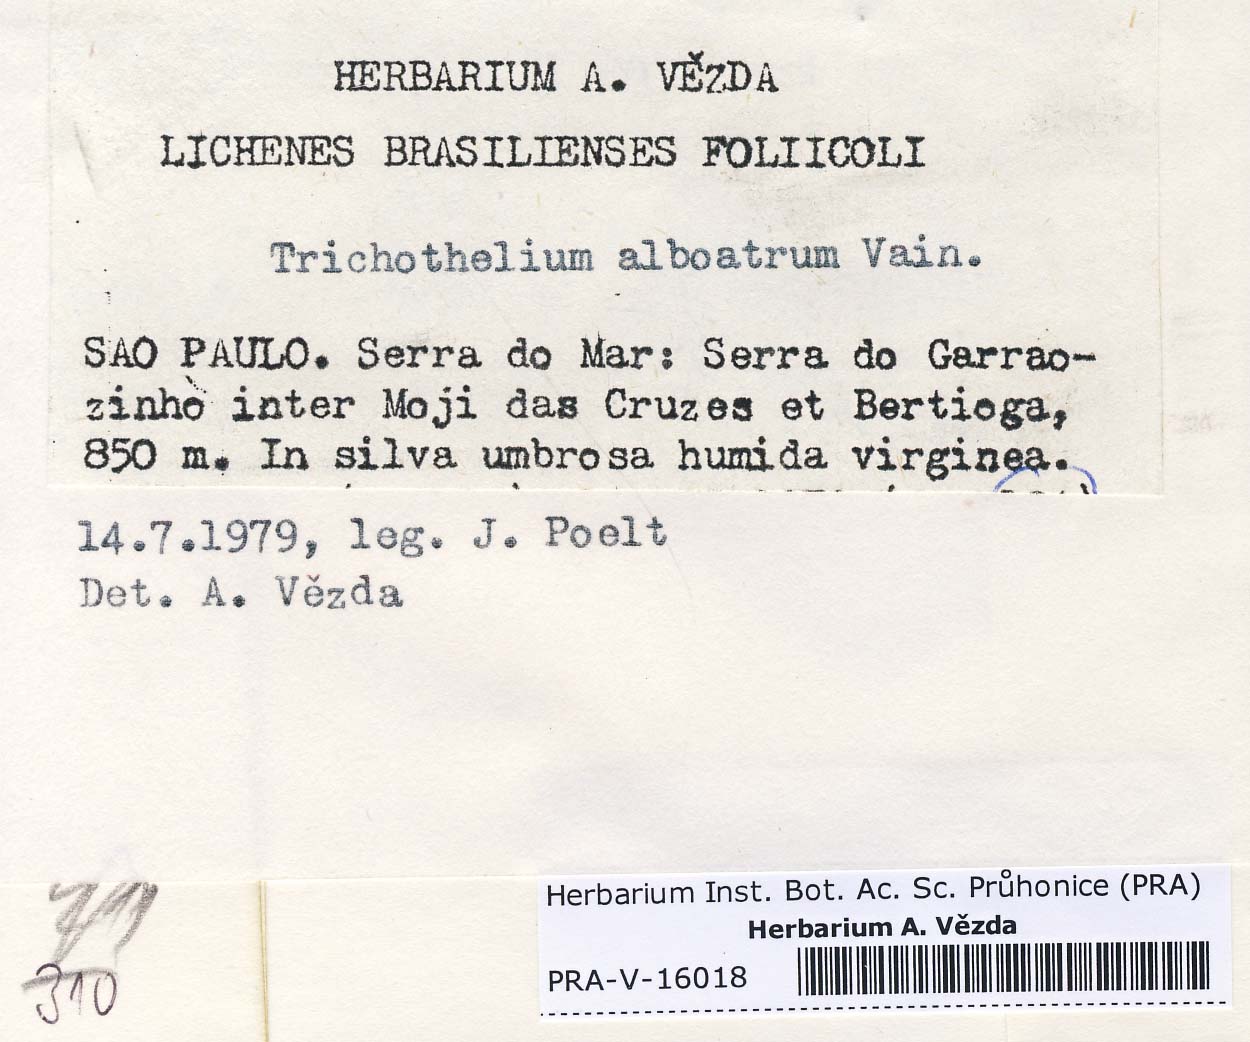 HERBARIUM A. VĚZDA
LICHENES BRASILIENSES FOLIICOLI
Trichothelium alboatrum Vain.
SAO PAULO. Serra do Mar: Serra do Garrao-
zinho inter Moji das Cruzes et Bertioga,
850 m. In silva umbrosa humida virginea.
14.7.1979, leg. J. Poelt
Det. A. Vězda
310
Herbarium Inst. Bot. Ac. Sc. Průhonice (PRA)
Herbarium A. Vězda
PRA-V-16018